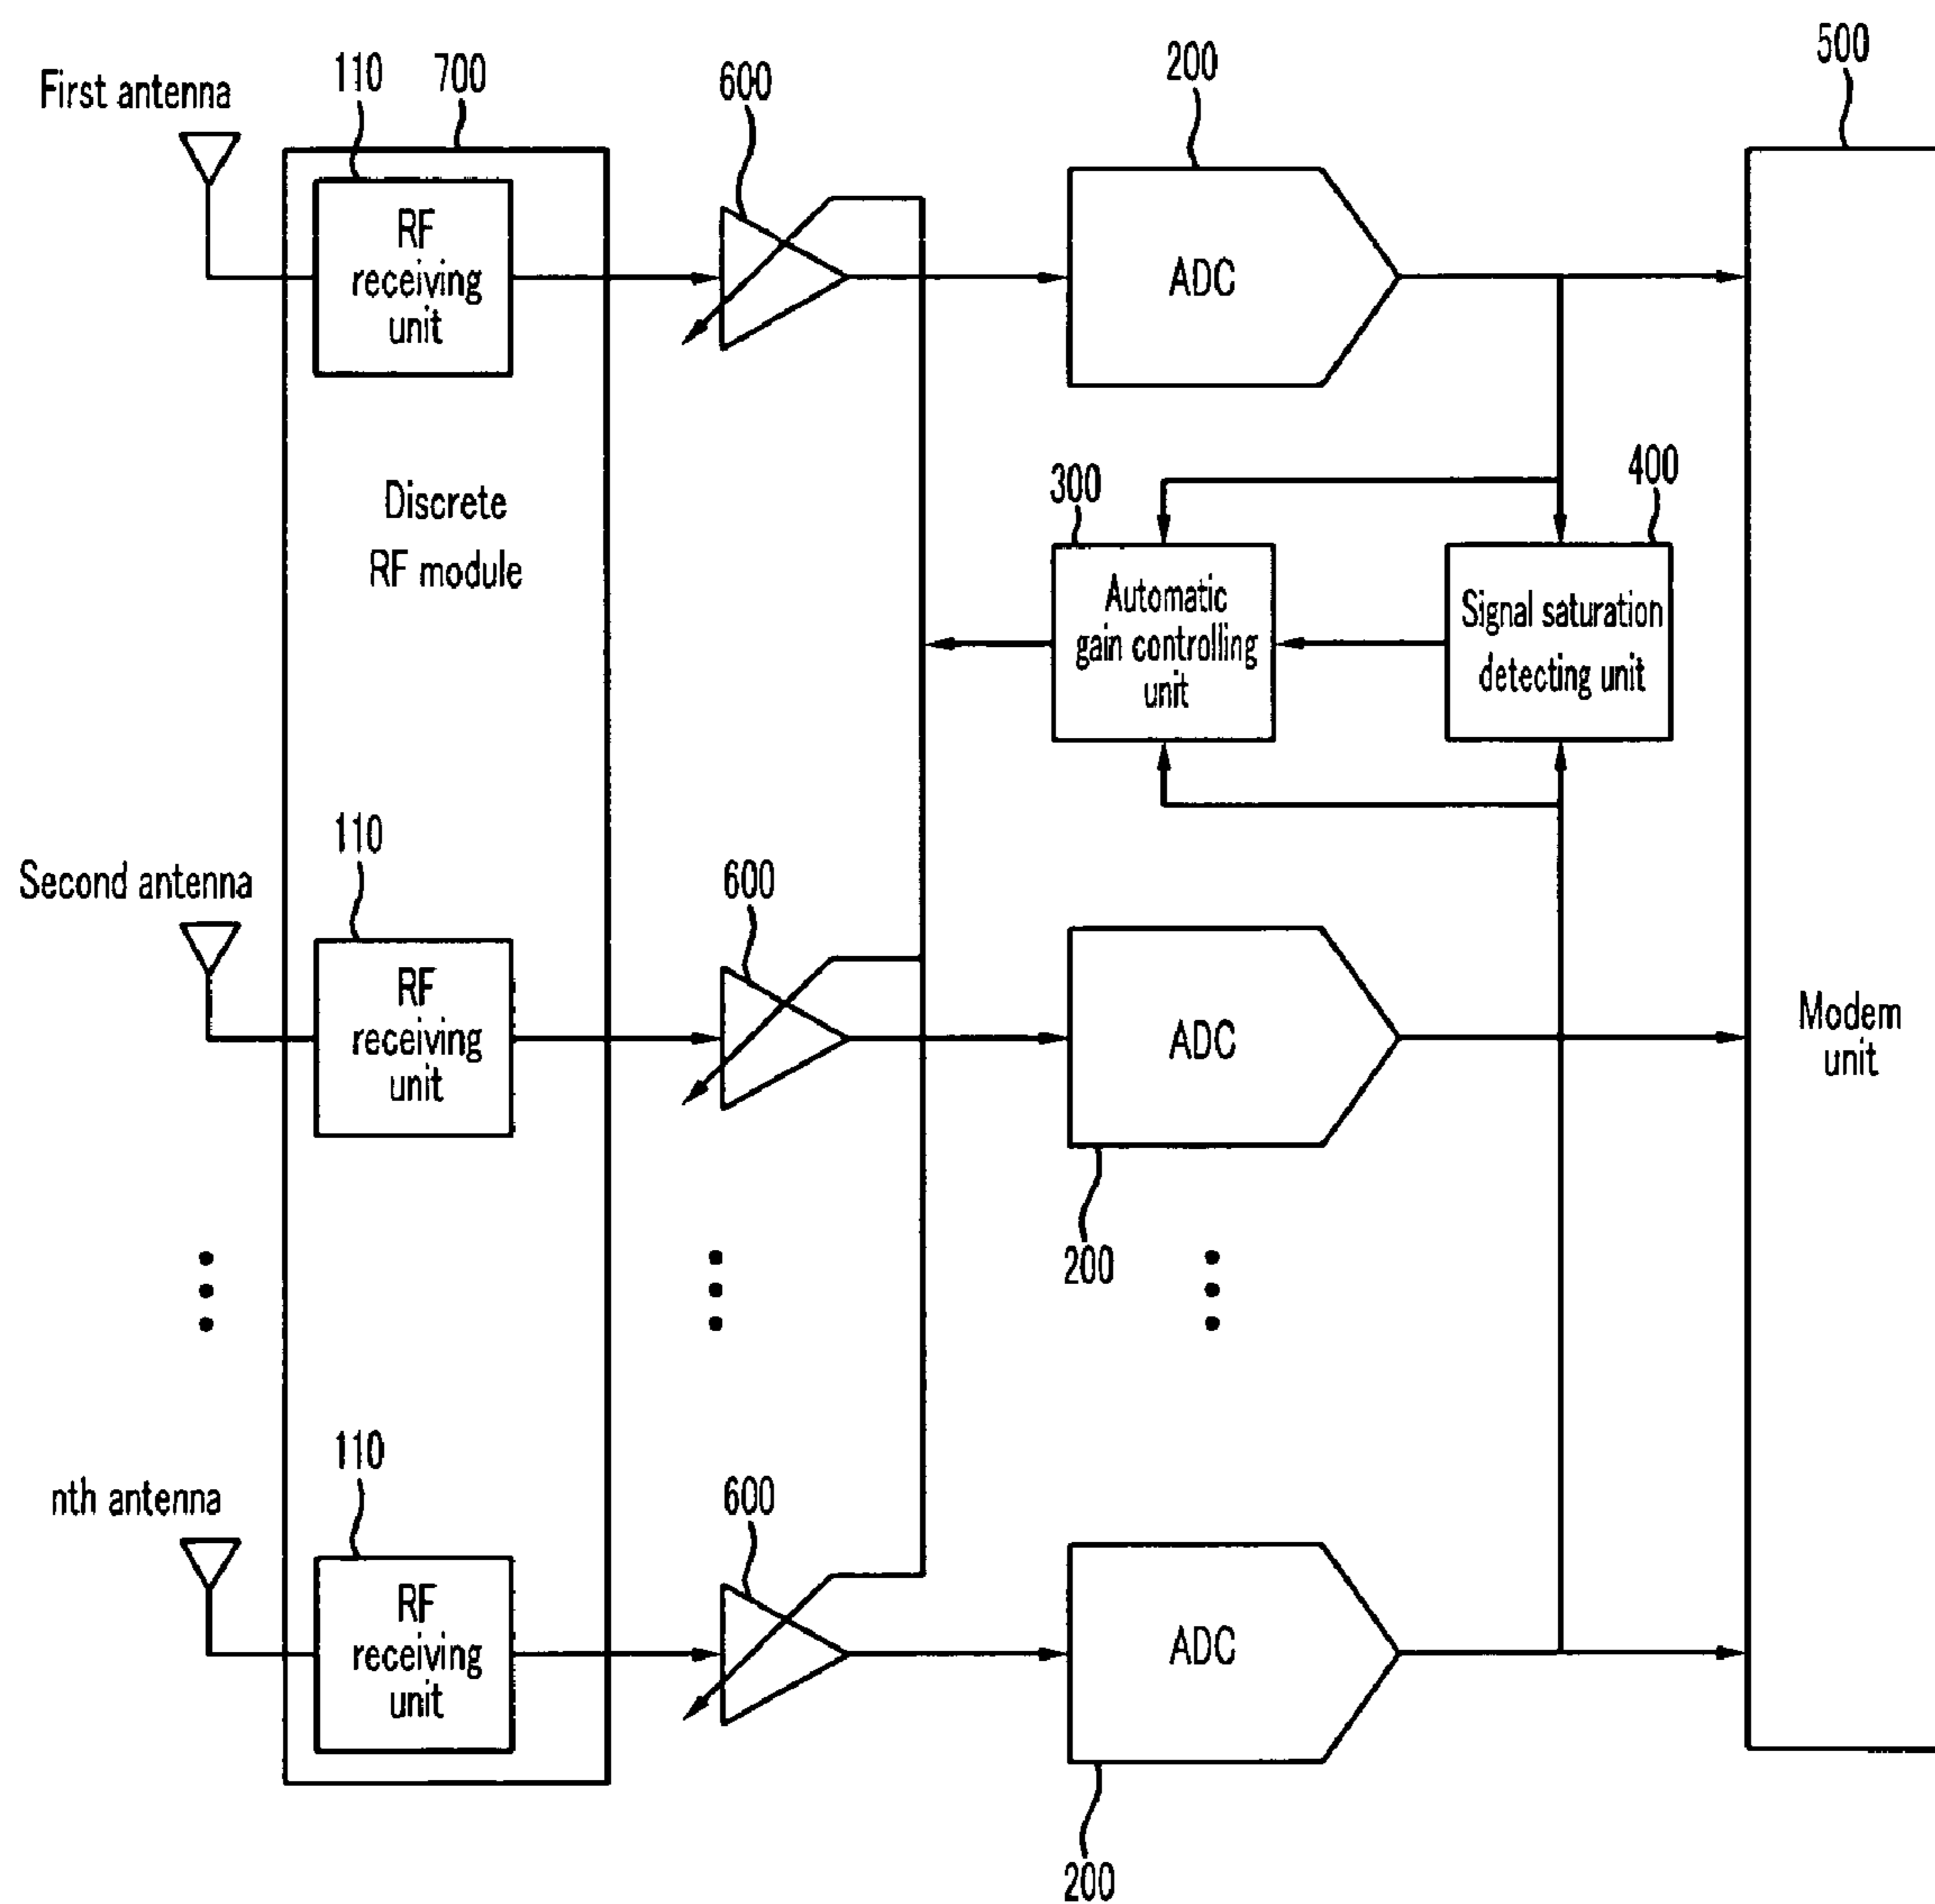 500
110
700
600
200
First antenna
RF
receiving
unit
ADC
Discrete
RF module
300
400
Automatic
gain controlling
unit
Signal saturation
detecting unit
110
Second antenna
600
RF
receiving
unit
ADC
Modem
unit
200
110
nth antenna
600
RF
receiving
unit
ADC
200